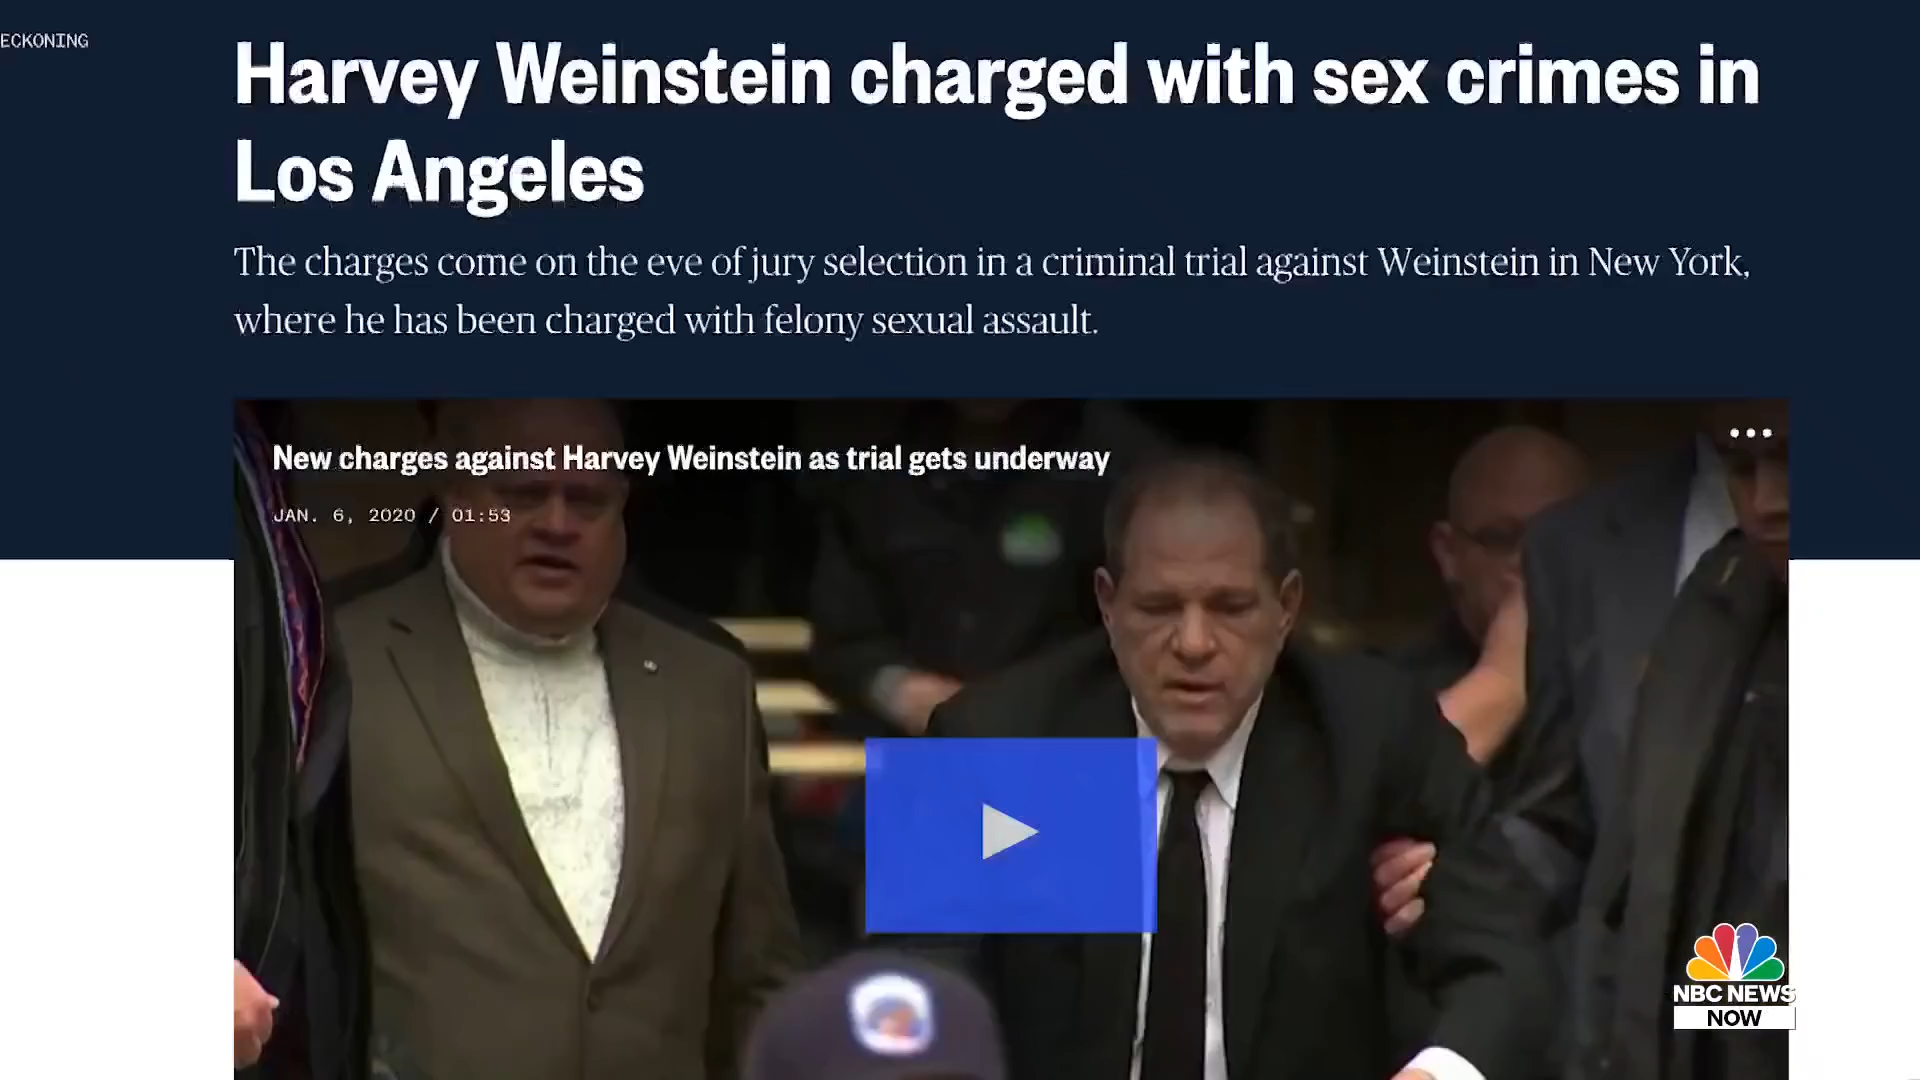 ECKONING
Harvey Weinstein charged with sex crimes in
Los Angeles
The charges come on the eve of jury selection in a criminal trial against Weinstein in New York,
where he has been charged with felony sexual assault.
New charges against Harvey Weinstein as trial gets underway
JAN. 6, 2020 / 01:53
NBC NEWS
NOW